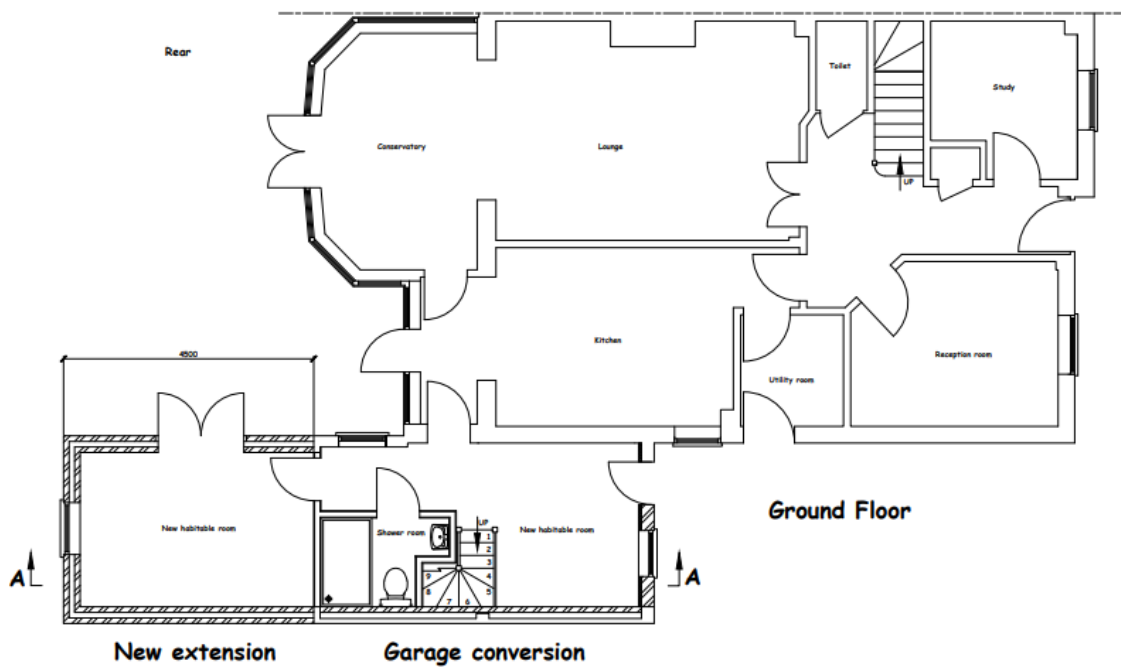 Rear
Toilet
Study
Conservatory
Lounge
UP
4500
Kitchen
Reception room
Utility room
Ground Floor
New habitable room
Shower room
UP
New habitable room
1
2
3
4
5
6
7
8
9
A
A
New extension
Garage conversion